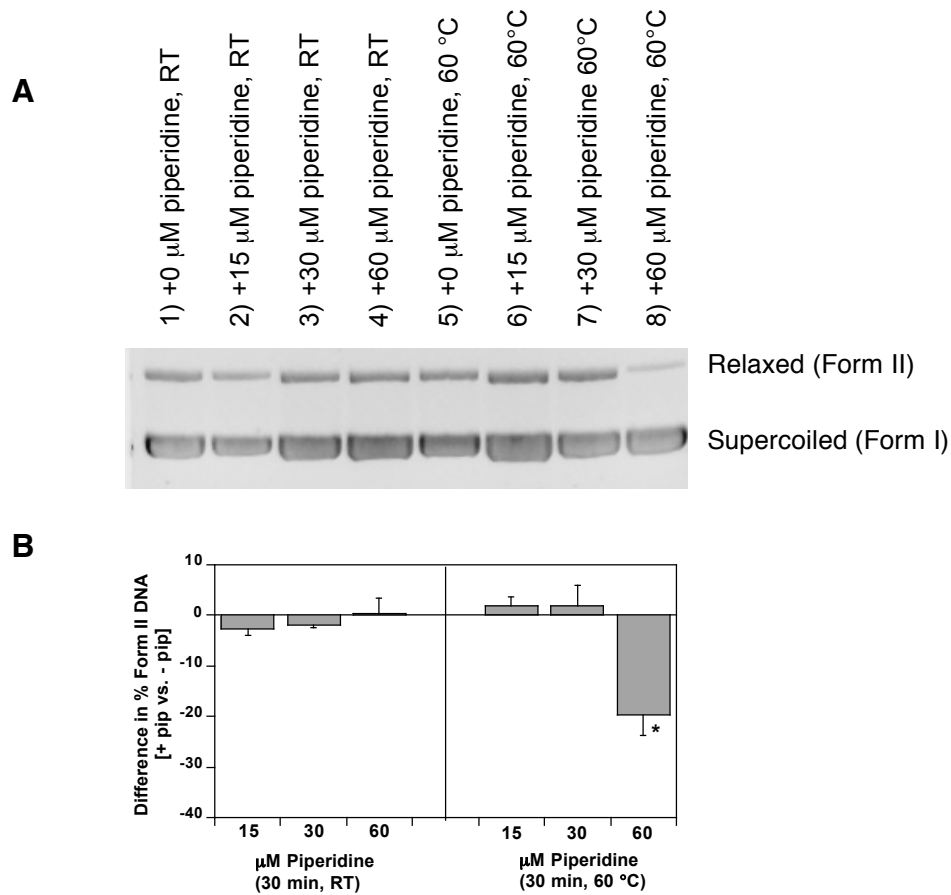 A
1) +0 μM piperidine, RT
2) +15 μM piperidine, RT
3) +30 μM piperidine, RT
4) +60 μM piperidine, RT
5) +0 μM piperidine, 60 °C
6) +15 μM piperidine, 60°C
7) +30 μM piperidine 60°C
8) +60 μM piperidine, 60°C
Relaxed (Form II)
Supercoiled (Form I)
B
Difference in % Form II DNA
[+ pip vs. - pip]
10
0
-10
-20
-30
-40
*
15 30 60 15 30 60
μM Piperidine
(30 min, RT)
μM Piperidine
(30 min, 60 °C)